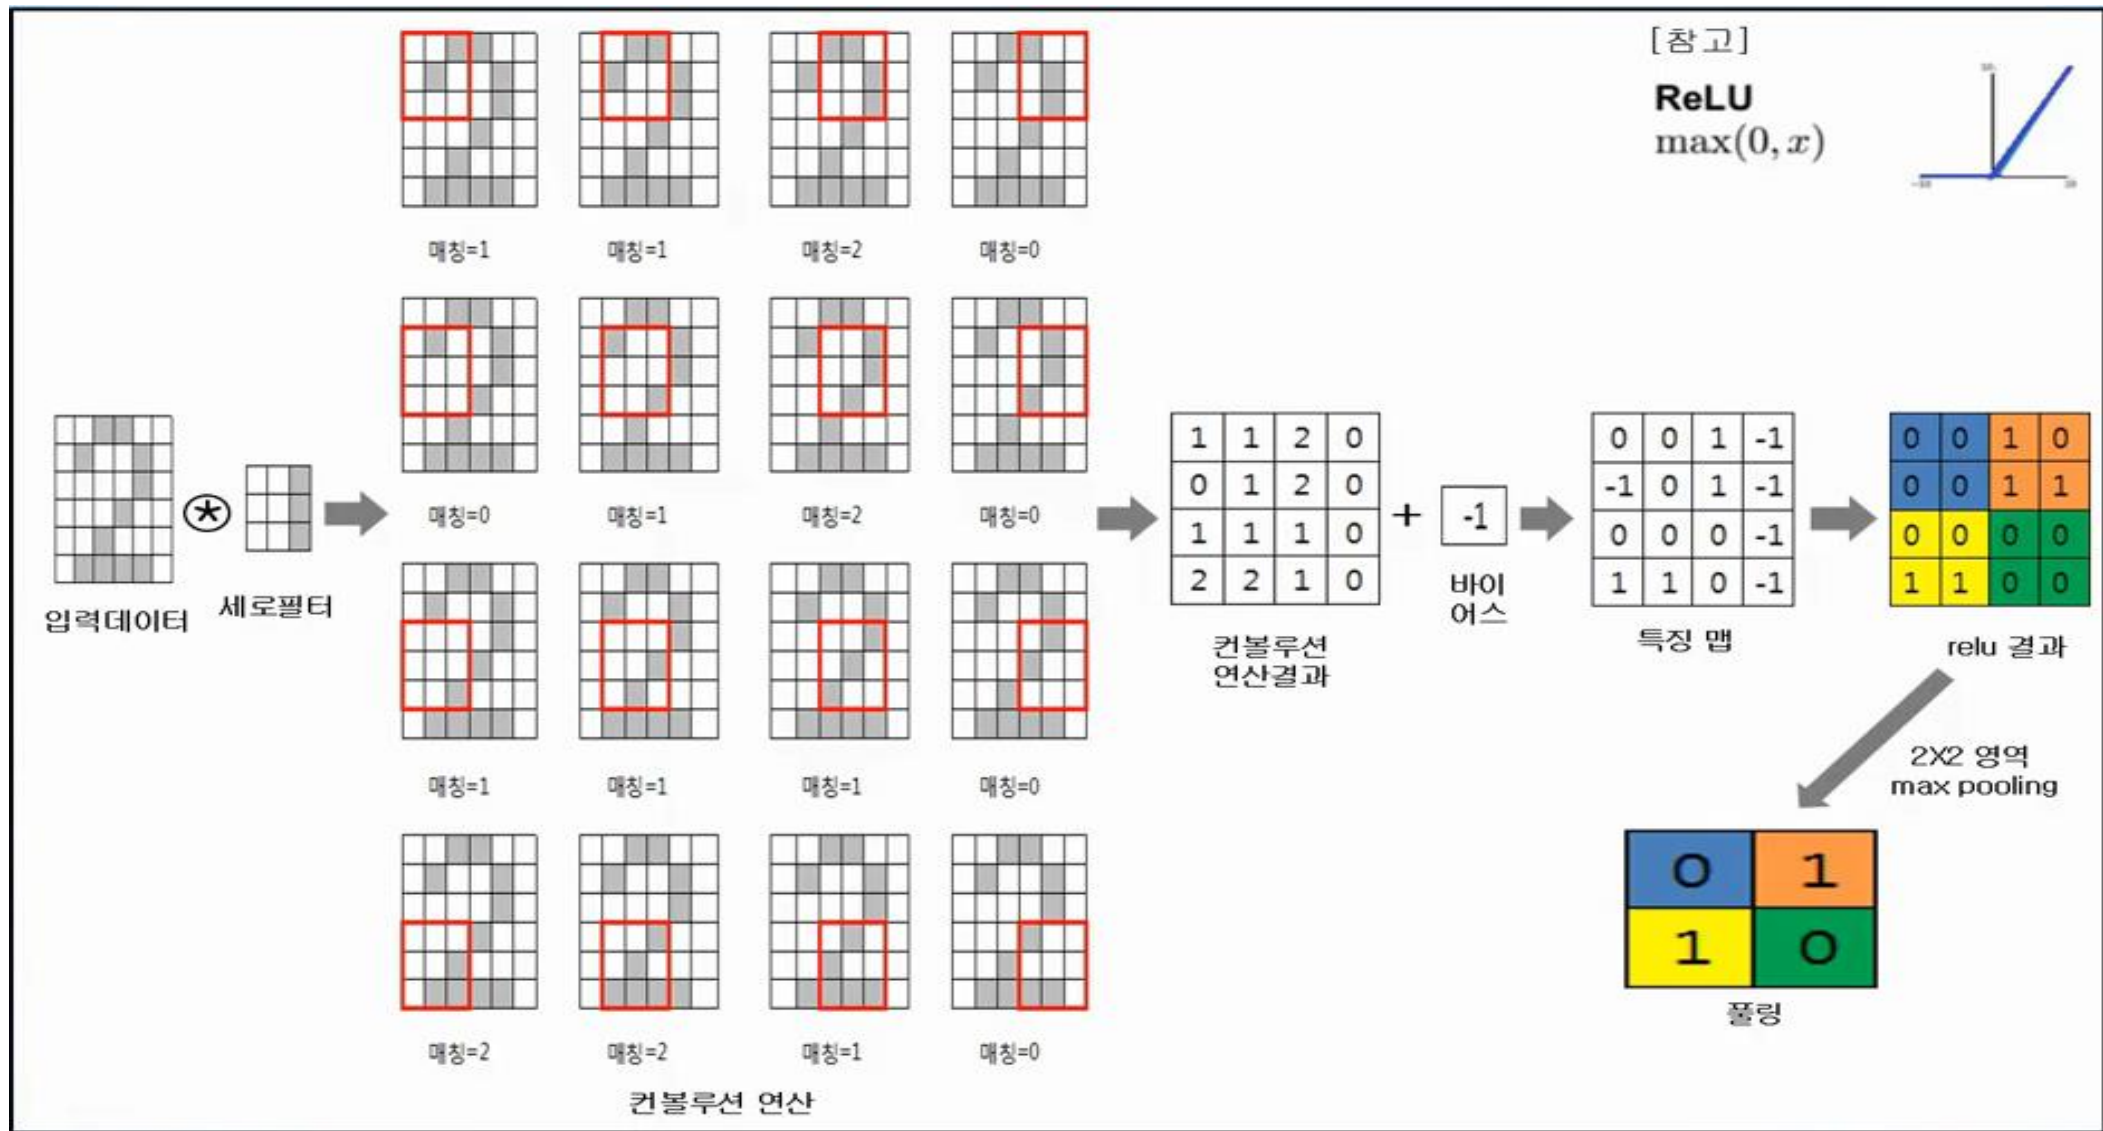 [참고]
ReLU
max(0, x)
10
-10
10
매칭=1
매칭=1
매칭=2
매칭=0
매칭=0
매칭=1
매칭=2
매칭=0
매칭=1
매칭=1
매칭=1
매칭=0
매칭=2
매칭=2
매칭=1
매칭=0
컨볼루션 연산
입력데이터
세로필터
1 1 2 0
0 1 2 0
1 1 1 0
2 2 1 0
컨볼루션
연산결과
+
-1
바이
어스
0 0 1 -1
-1 0 1 -1
0 0 0 -1
1 1 0 -1
특징 맵
0 0 1 0
0 0 1 1
0 0 0 0
1 1 0 0
relu 결과
2X2 영역
max pooling
0 1
1 0
풀링